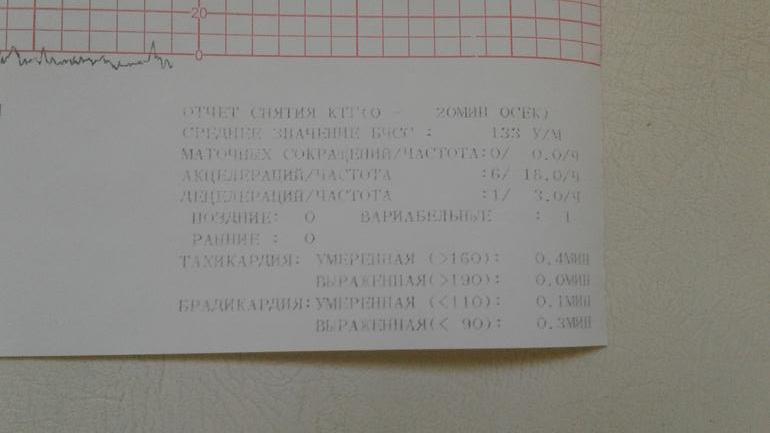 20
0
ОТЧЕТ СНЯТИЯ КТГ(0 - 20МИН 0СЕК)
СРЕДНЕЕ ЗНАЧЕНИЕ БЧСС : 133 У/М
МАТОЧНЫХ СОКРАЩЕНИЙ/ЧАСТОТА:0/ 0.0/Ч
АКЦЕЛЕРАЦИЙ/ЧАСТОТА :6/ 18.0/Ч
ДЕЦЕЛЕРАЦИЙ/ЧАСТОТА :1/ 3.0/Ч
ПОЗДНИЕ: 0 ВАРИАБЕЛЬНЫЕ : 1
РАННИЕ : 0
ТАХИКАРДИЯ: УМЕРЕННАЯ (>160): 0.4МИН
ВЫРАЖЕННАЯ(>190): 0.0МИН
БРАДИКАРДИЯ:УМЕРЕННАЯ (<110): 0.1МИН
ВЫРАЖЕННАЯ(< 90): 0.3МИН